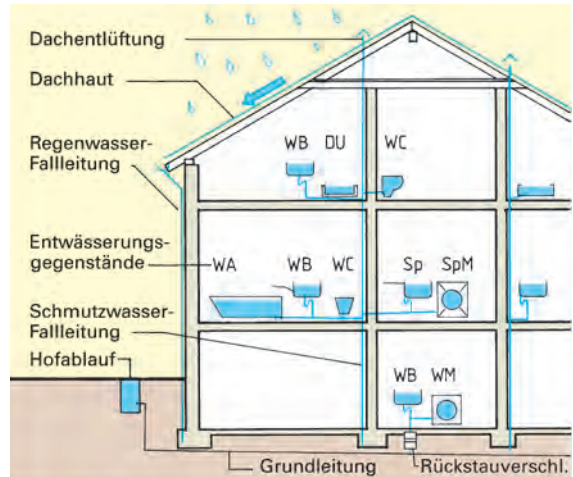 Dachentlüftung
Dachhaut
Regenwasser-
Fallleitung
WB DU WC
Entwässerungs-
gegenstände
WA WB WC Sp SpM
Schmutzwasser-
Fallleitung
Hofablauf
WB WM
Grundleitung
Rückstauverschl.